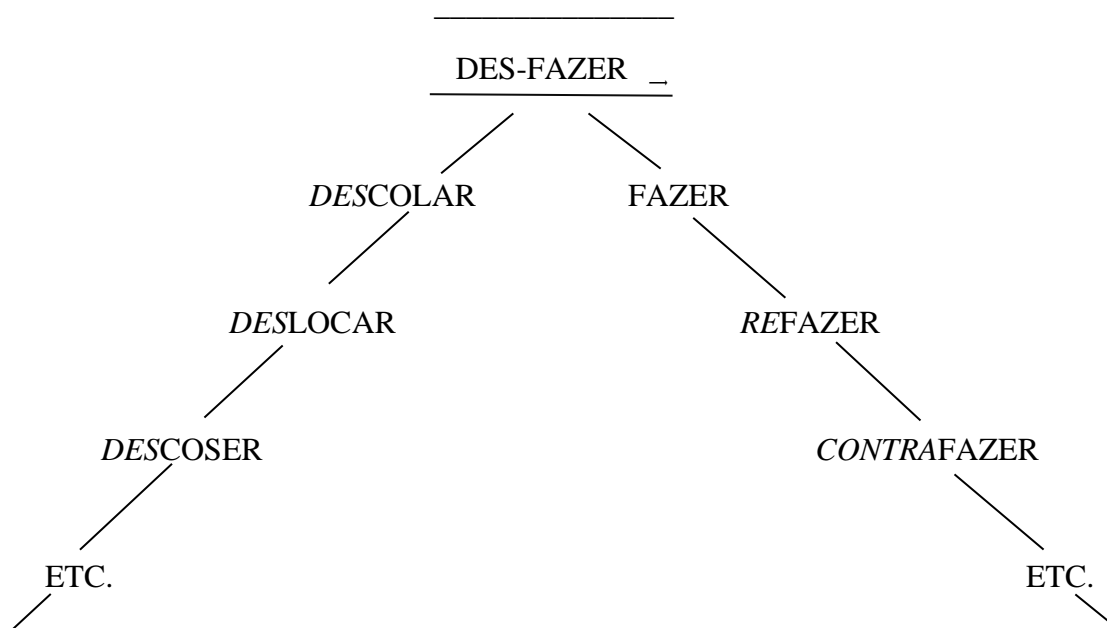 DES-FAZER →
DESCOLAR FAZER
DESLOCAR REFAZER
DESCOSER CONTRAFAZER
ETC. ETC.